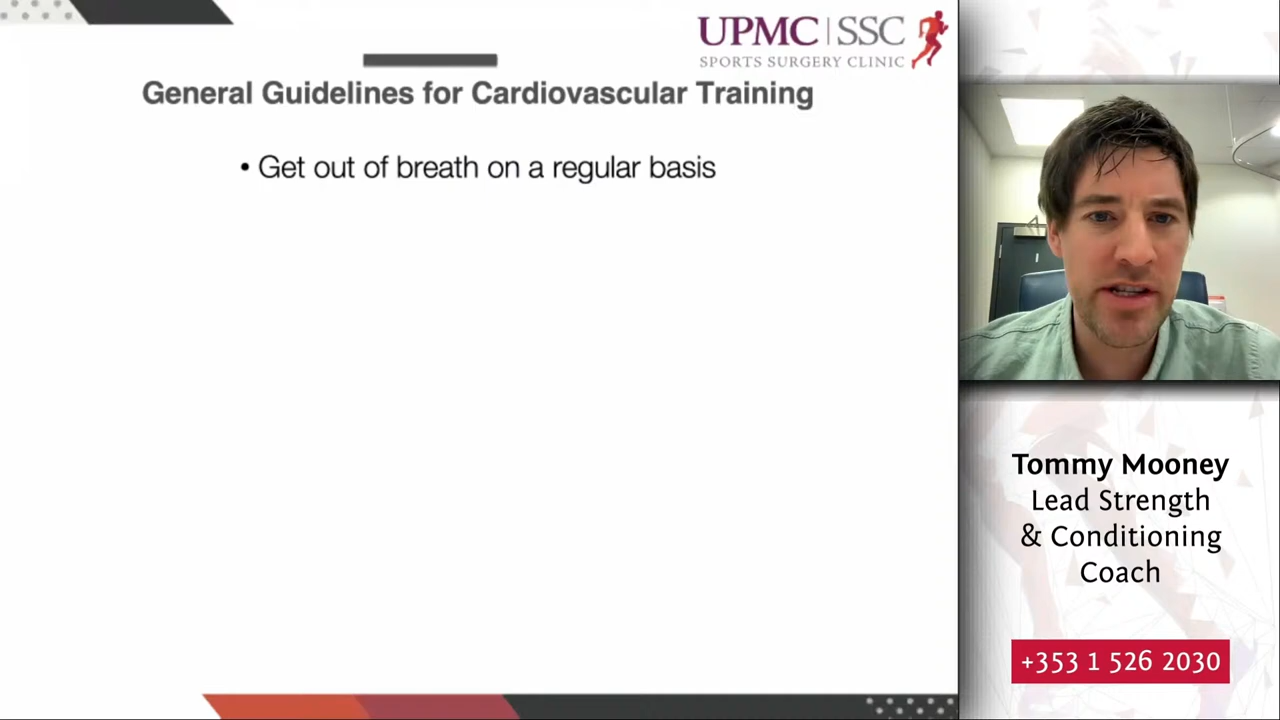 UPMC | SSC
SPORTS SURGERY CLINIC
General Guidelines for Cardiovascular Training
• Get out of breath on a regular basis
Tommy Mooney
Lead Strength
& Conditioning
Coach
+353 1 526 2030